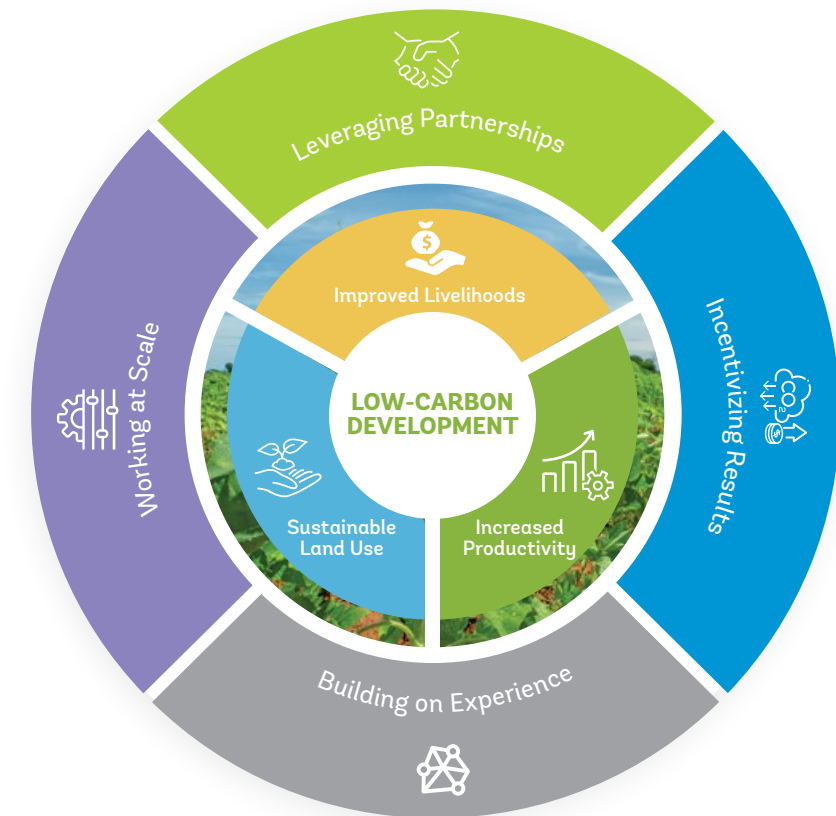 Leveraging Partnerships
$
Improved Livelihoods
Working at Scale
LOW-CARBON
DEVELOPMENT
Incentivizing Results
CO2
$
Sustainable
Land Use
Increased
Productivity
Building on Experience